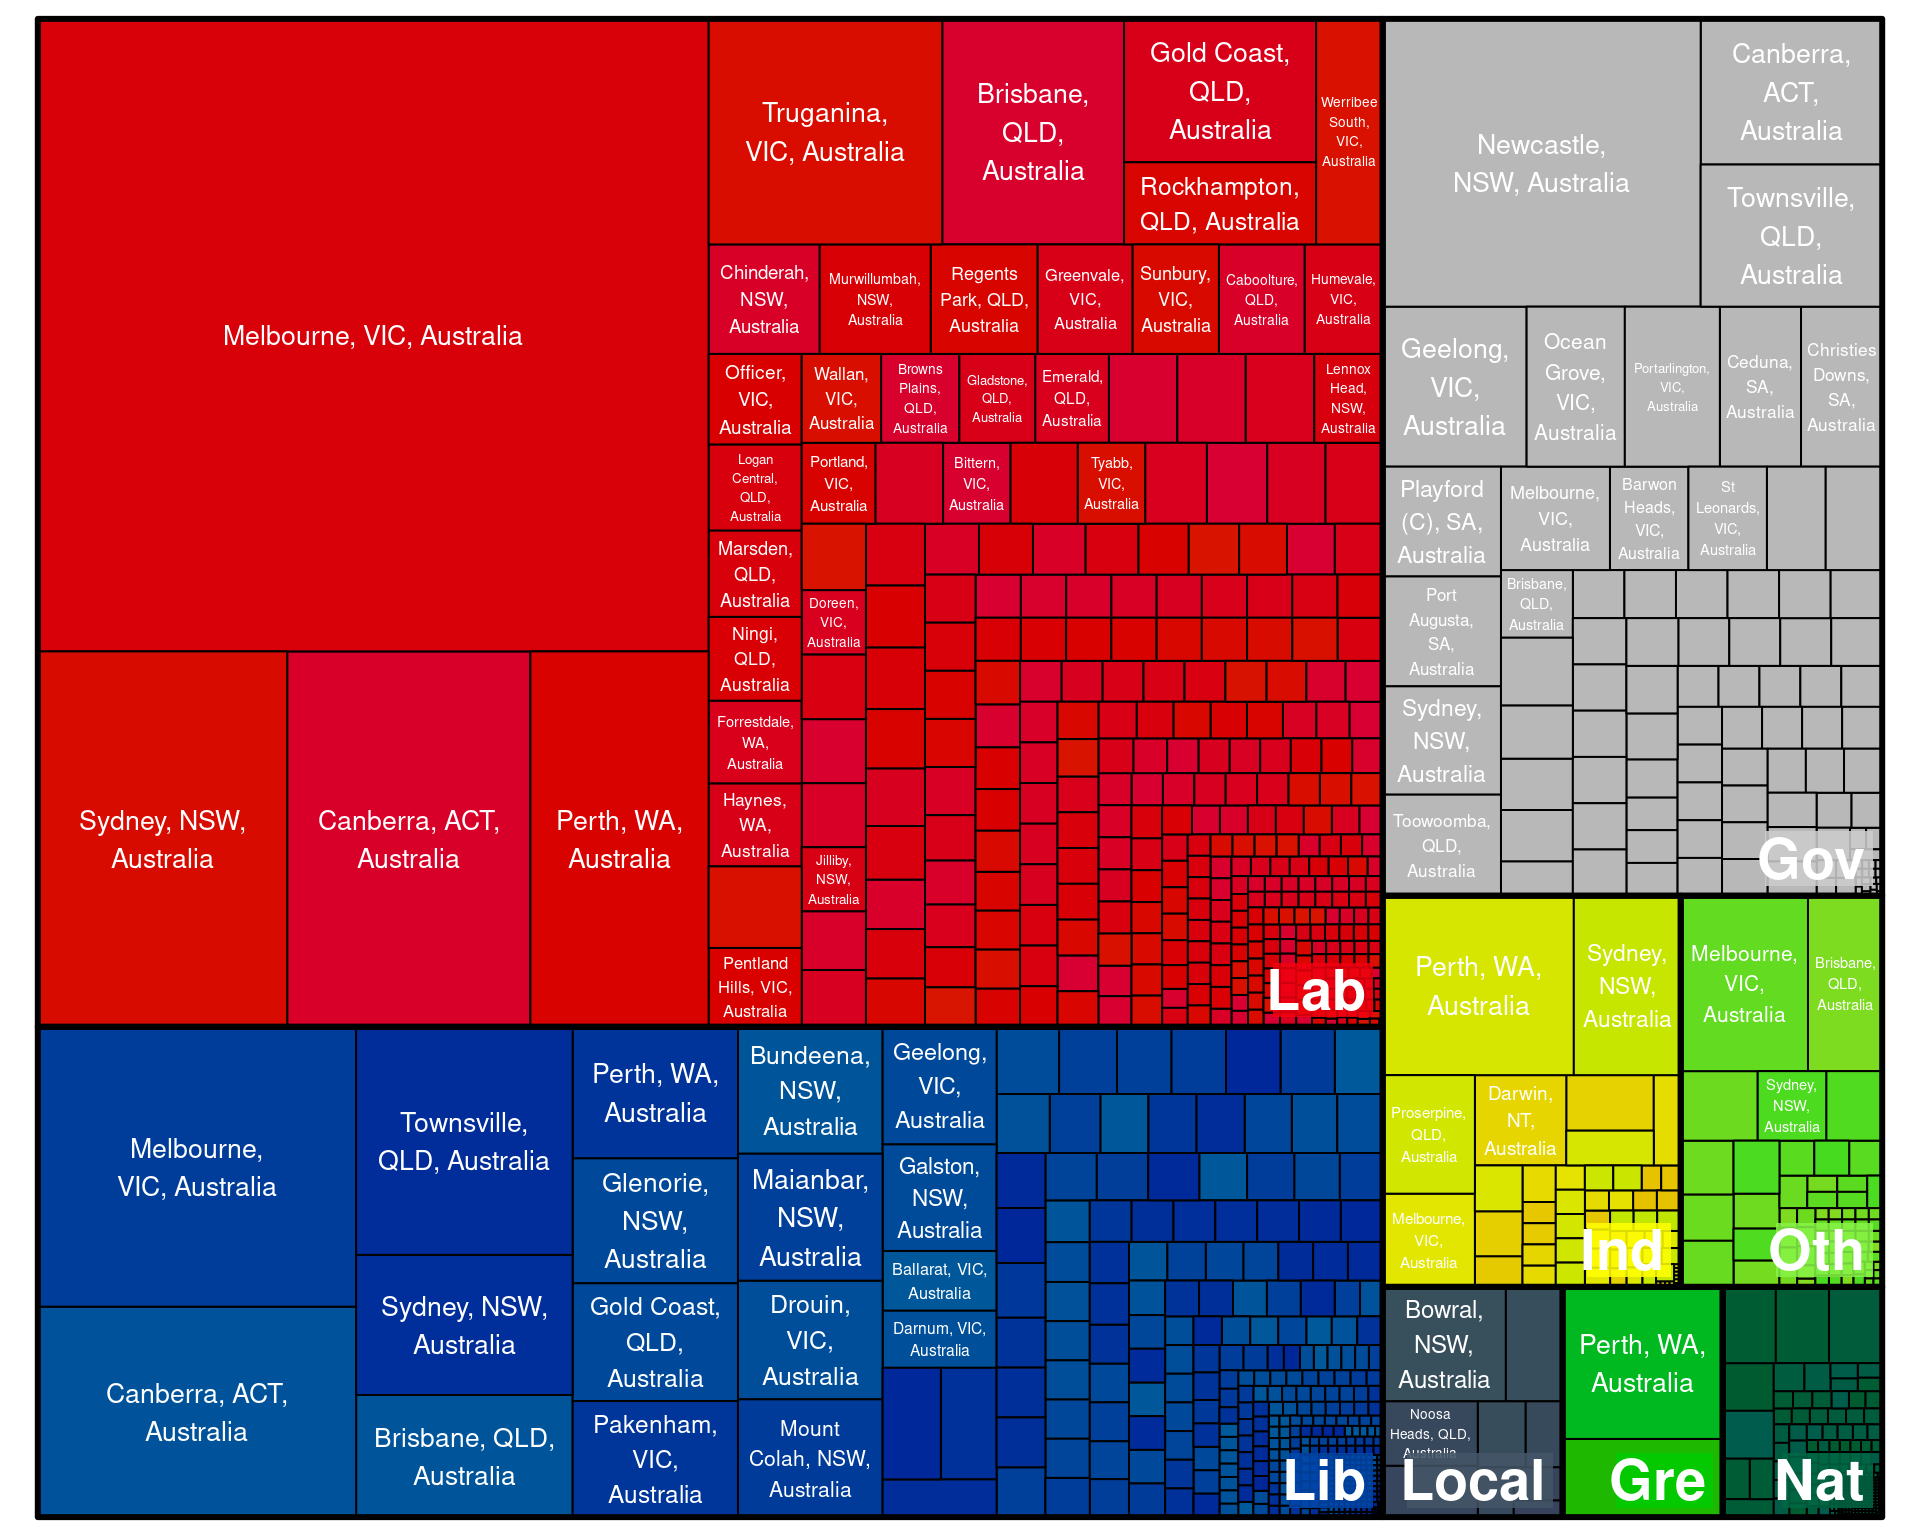 Melbourne, VIC, Australia
Sydney, NSW,
Australia
Canberra, ACT,
Australia
Perth, WA,
Australia
Truganina,
VIC, Australia
Brisbane,
QLD,
Australia
Gold Coast,
QLD,
Australia
Rockhampton,
QLD, Australia
Werribee
South,
VIC,
Australia
Chinderah,
NSW,
Australia
Murwillumbah,
NSW,
Australia
Regents
Park, QLD,
Australia
Greenvale,
VIC,
Australia
Sunbury,
VIC,
Australia
Caboolture,
QLD,
Australia
Humevale,
VIC,
Australia
Officer,
VIC,
Australia
Wallan,
VIC,
Australia
Browns
Plains,
QLD,
Australia
Gladstone,
QLD,
Australia
Emerald,
QLD,
Australia
Lennox
Head,
NSW,
Australia
Logan
Central,
QLD,
Australia
Portland,
VIC,
Australia
Bittern,
VIC,
Australia
Tyabb,
VIC,
Australia
Marsden,
QLD,
Australia
Doreen,
VIC,
Australia
Ningi,
QLD,
Australia
Forrestdale,
WA,
Australia
Haynes,
WA,
Australia
Jilliby,
NSW,
Australia
Pentland
Hills, VIC,
Australia
Lab
Newcastle,
NSW, Australia
Canberra,
ACT,
Australia
Townsville,
QLD,
Australia
Geelong,
VIC,
Australia
Ocean
Grove,
VIC,
Australia
Portarlington,
VIC,
Australia
Ceduna,
SA,
Australia
Christies
Downs,
SA,
Australia
Playford
(C), SA,
Australia
Melbourne,
VIC,
Australia
Barwon
Heads,
VIC,
Australia
St
Leonards,
VIC,
Australia
Port
Augusta,
SA,
Australia
Brisbane,
QLD,
Australia
Sydney,
NSW,
Australia
Toowoomba,
QLD,
Australia
Gov
Melbourne,
VIC, Australia
Canberra, ACT,
Australia
Townsville,
QLD, Australia
Sydney, NSW,
Australia
Brisbane, QLD,
Australia
Perth, WA,
Australia
Glenorie,
NSW,
Australia
Gold Coast,
QLD,
Australia
Pakenham,
VIC,
Australia
Bundeena,
NSW,
Australia
Maianbar,
NSW,
Australia
Drouin,
VIC,
Australia
Mount
Colah, NSW,
Australia
Geelong,
VIC,
Australia
Galston,
NSW,
Australia
Ballarat, VIC,
Australia
Darnum, VIC,
Australia
Lib
Perth, WA,
Australia
Sydney,
NSW,
Australia
Proserpine,
QLD,
Australia
Darwin,
NT,
Australia
Melbourne,
VIC,
Australia
Ind
Melbourne,
VIC,
Australia
Brisbane,
QLD,
Australia
Sydney,
NSW,
Australia
Oth
Bowral,
NSW,
Australia
Noosa
Heads, QLD,
Australia
Local
Perth, WA,
Australia
Gre
Nat